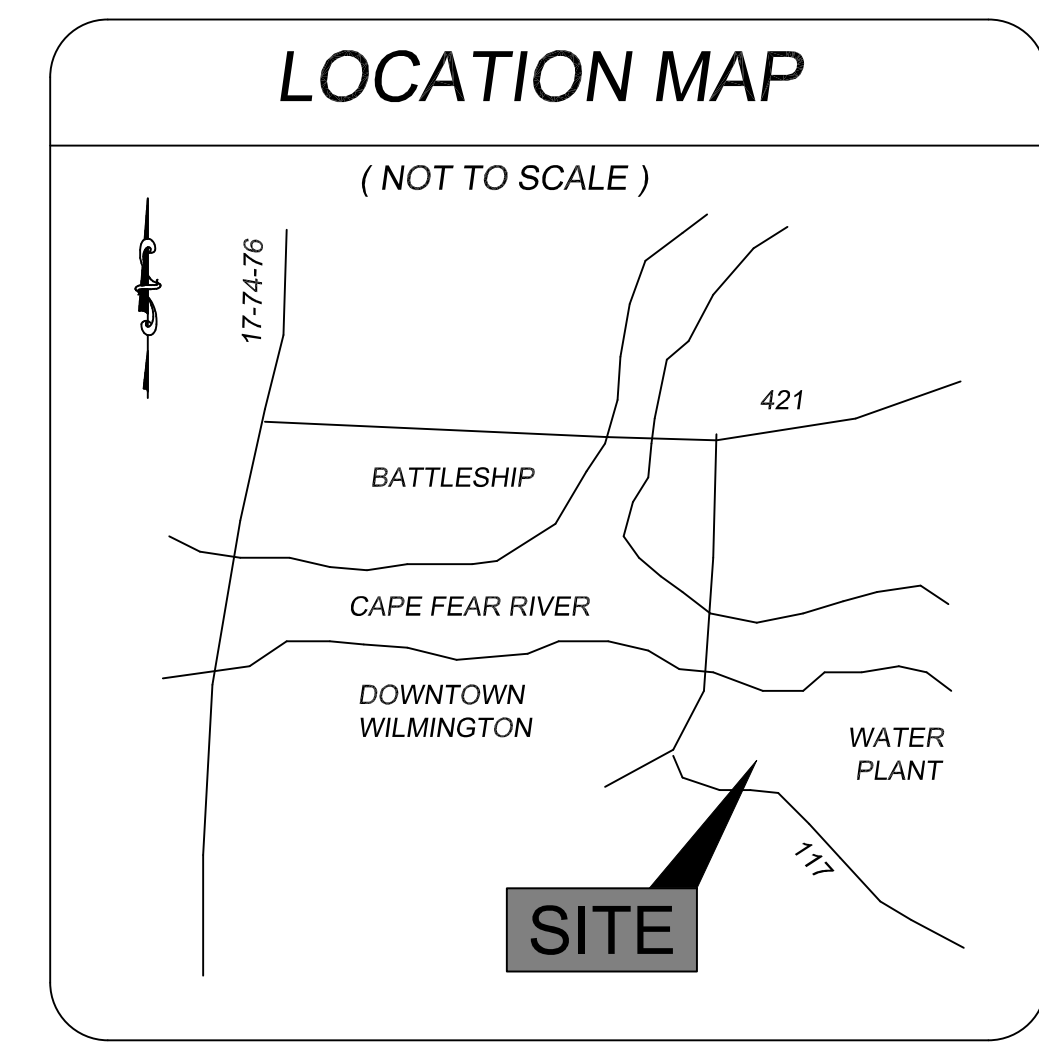 LOCATION MAP
( NOT TO SCALE )
17-74-76
421
BATTLESHIP
CAPE FEAR RIVER
DOWNTOWN
WILMINGTON
WATER
PLANT
117
SITE